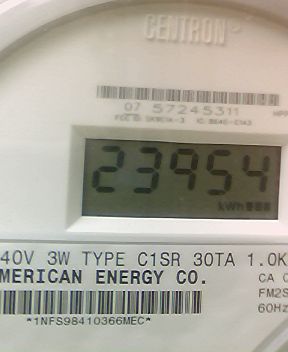 CENTRON
07 57245311
23954
kWh
40V 3W TYPE C1SR 30TA 1.0K
MERICAN ENERGY CO.
CA
FM2S
60Hz
*1NFS98410366MEC*